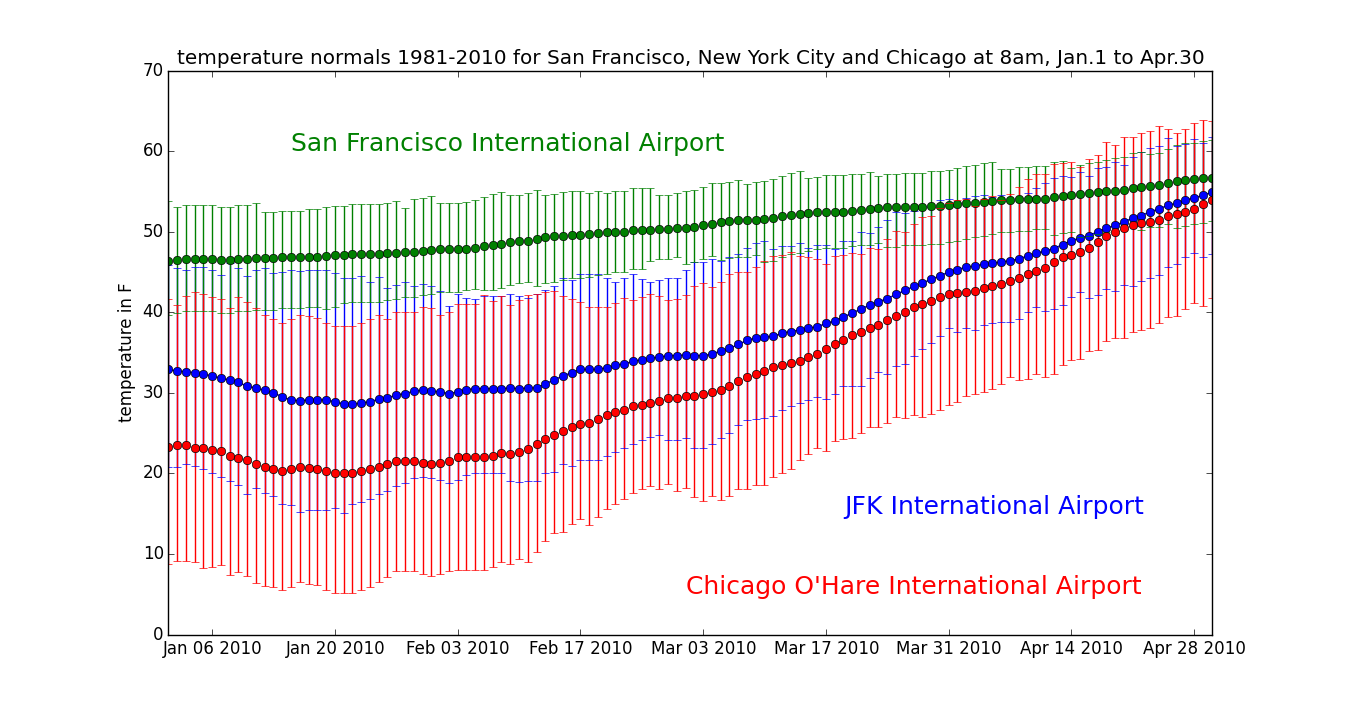 temperature normals 1981-2010 for San Francisco, New York City and Chicago at 8am, Jan.1 to Apr.30
70
60
50
40
30
20
10
0
temperature in F
San Francisco International Airport
JFK International Airport
Chicago O'Hare International Airport
Jan 06 2010 Jan 20 2010 Feb 03 2010 Feb 17 2010 Mar 03 2010 Mar 17 2010 Mar 31 2010 Apr 14 2010 Apr 28 2010